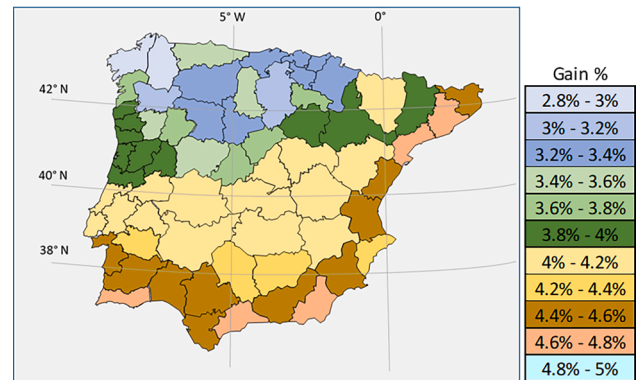 5° W
0°
42° N
40° N
38° N
Gain %
2.8% - 3%
3% - 3.2%
3.2% - 3.4%
3.4% - 3.6%
3.6% - 3.8%
3.8% - 4%
4% - 4.2%
4.2% - 4.4%
4.4% - 4.6%
4.6% - 4.8%
4.8% - 5%